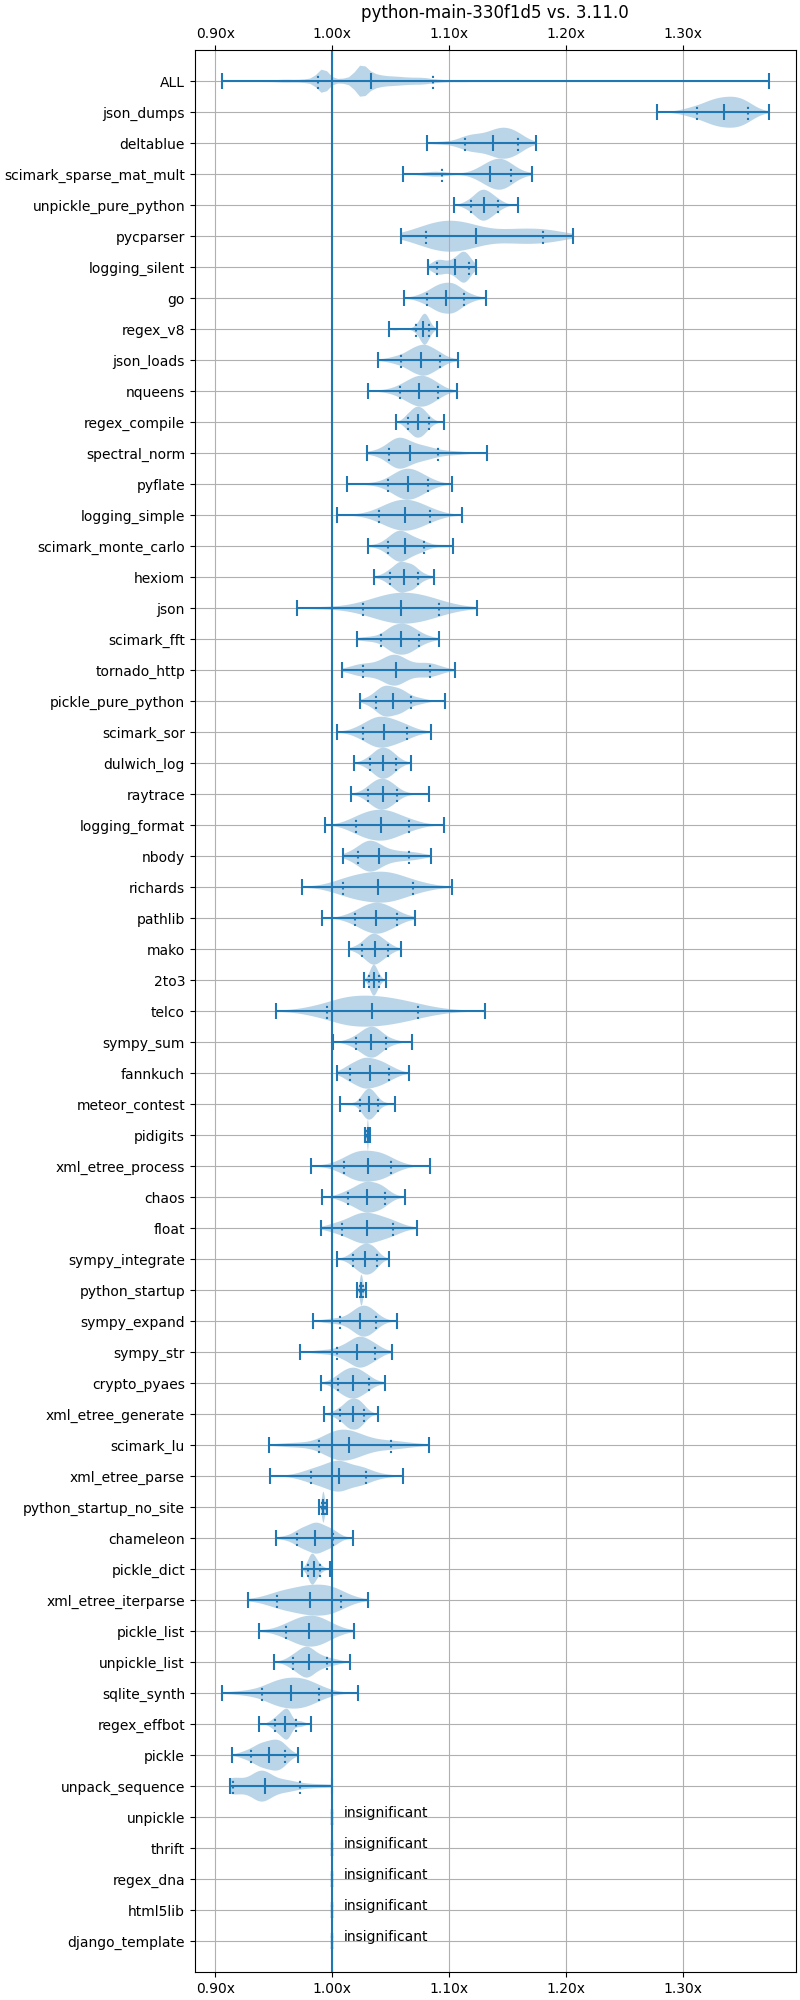 python-main-330f1d5 vs. 3.11.0
0.90x 1.00x 1.10x 1.20x 1.30x
ALL
json_dumps
deltablue
scimark_sparse_mat_mult
unpickle_pure_python
pycparser
logging_silent
go
regex_v8
json_loads
nqueens
regex_compile
spectral_norm
pyflate
logging_simple
scimark_monte_carlo
hexiom
json
scimark_fft
tornado_http
pickle_pure_python
scimark_sor
dulwich_log
raytrace
logging_format
nbody
richards
pathlib
mako
2to3
telco
sympy_sum
fannkuch
meteor_contest
pidigits
xml_etree_process
chaos
float
sympy_integrate
python_startup
sympy_expand
sympy_str
crypto_pyaes
xml_etree_generate
scimark_lu
xml_etree_parse
python_startup_no_site
chameleon
pickle_dict
xml_etree_iterparse
pickle_list
unpickle_list
sqlite_synth
regex_effbot
pickle
unpack_sequence
unpickle insignificant
thrift insignificant
regex_dna insignificant
html5lib insignificant
django_template insignificant
0.90x 1.00x 1.10x 1.20x 1.30x